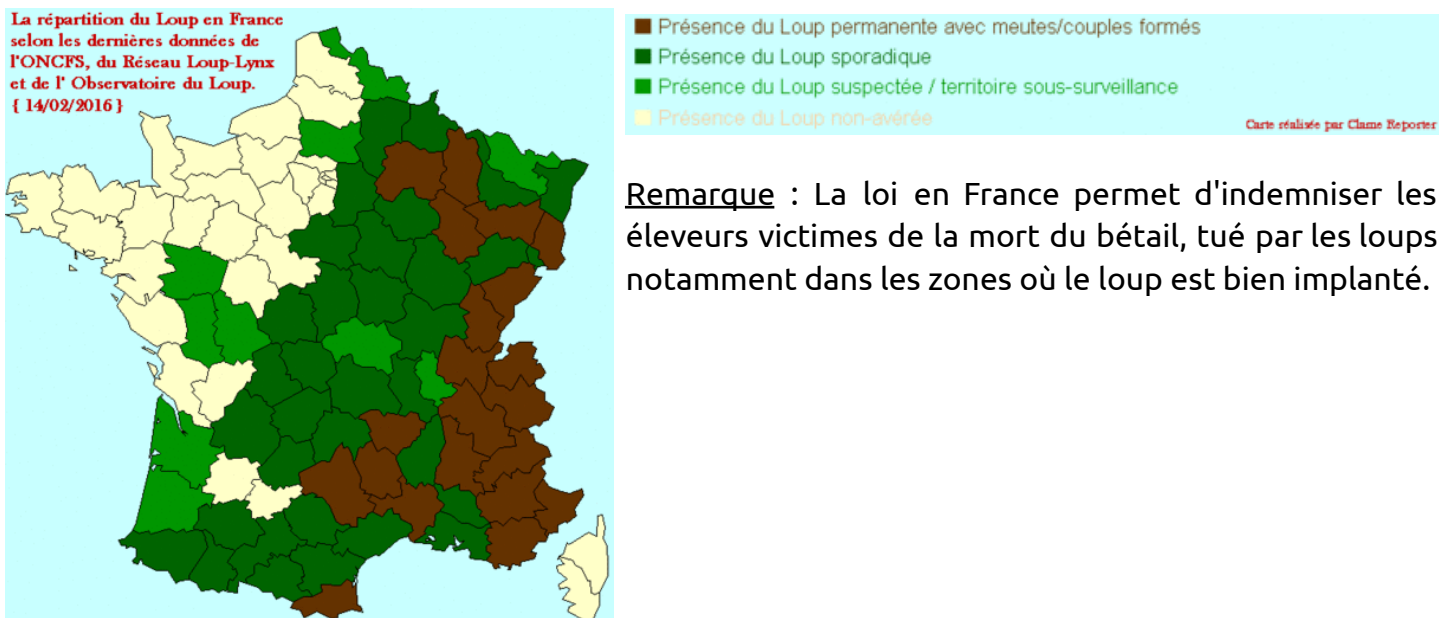 La répartition du Loup en France
selon les dernières données de
l'ONCFS, du Réseau Loup-Lynx
et de l' Observatoire du Loup.
{ 14/02/2016 }
Présence du Loup permanente avec meutes/couples formés
Présence du Loup sporadique
Présence du Loup suspectée / territoire sous-surveillance
Présence du Loup non-avérée
Carte réalisée par Clame Reporter
Remarque : La loi en France permet d'indemniser les
éleveurs victimes de la mort du bétail, tué par les loups
notamment dans les zones où le loup est bien implanté.